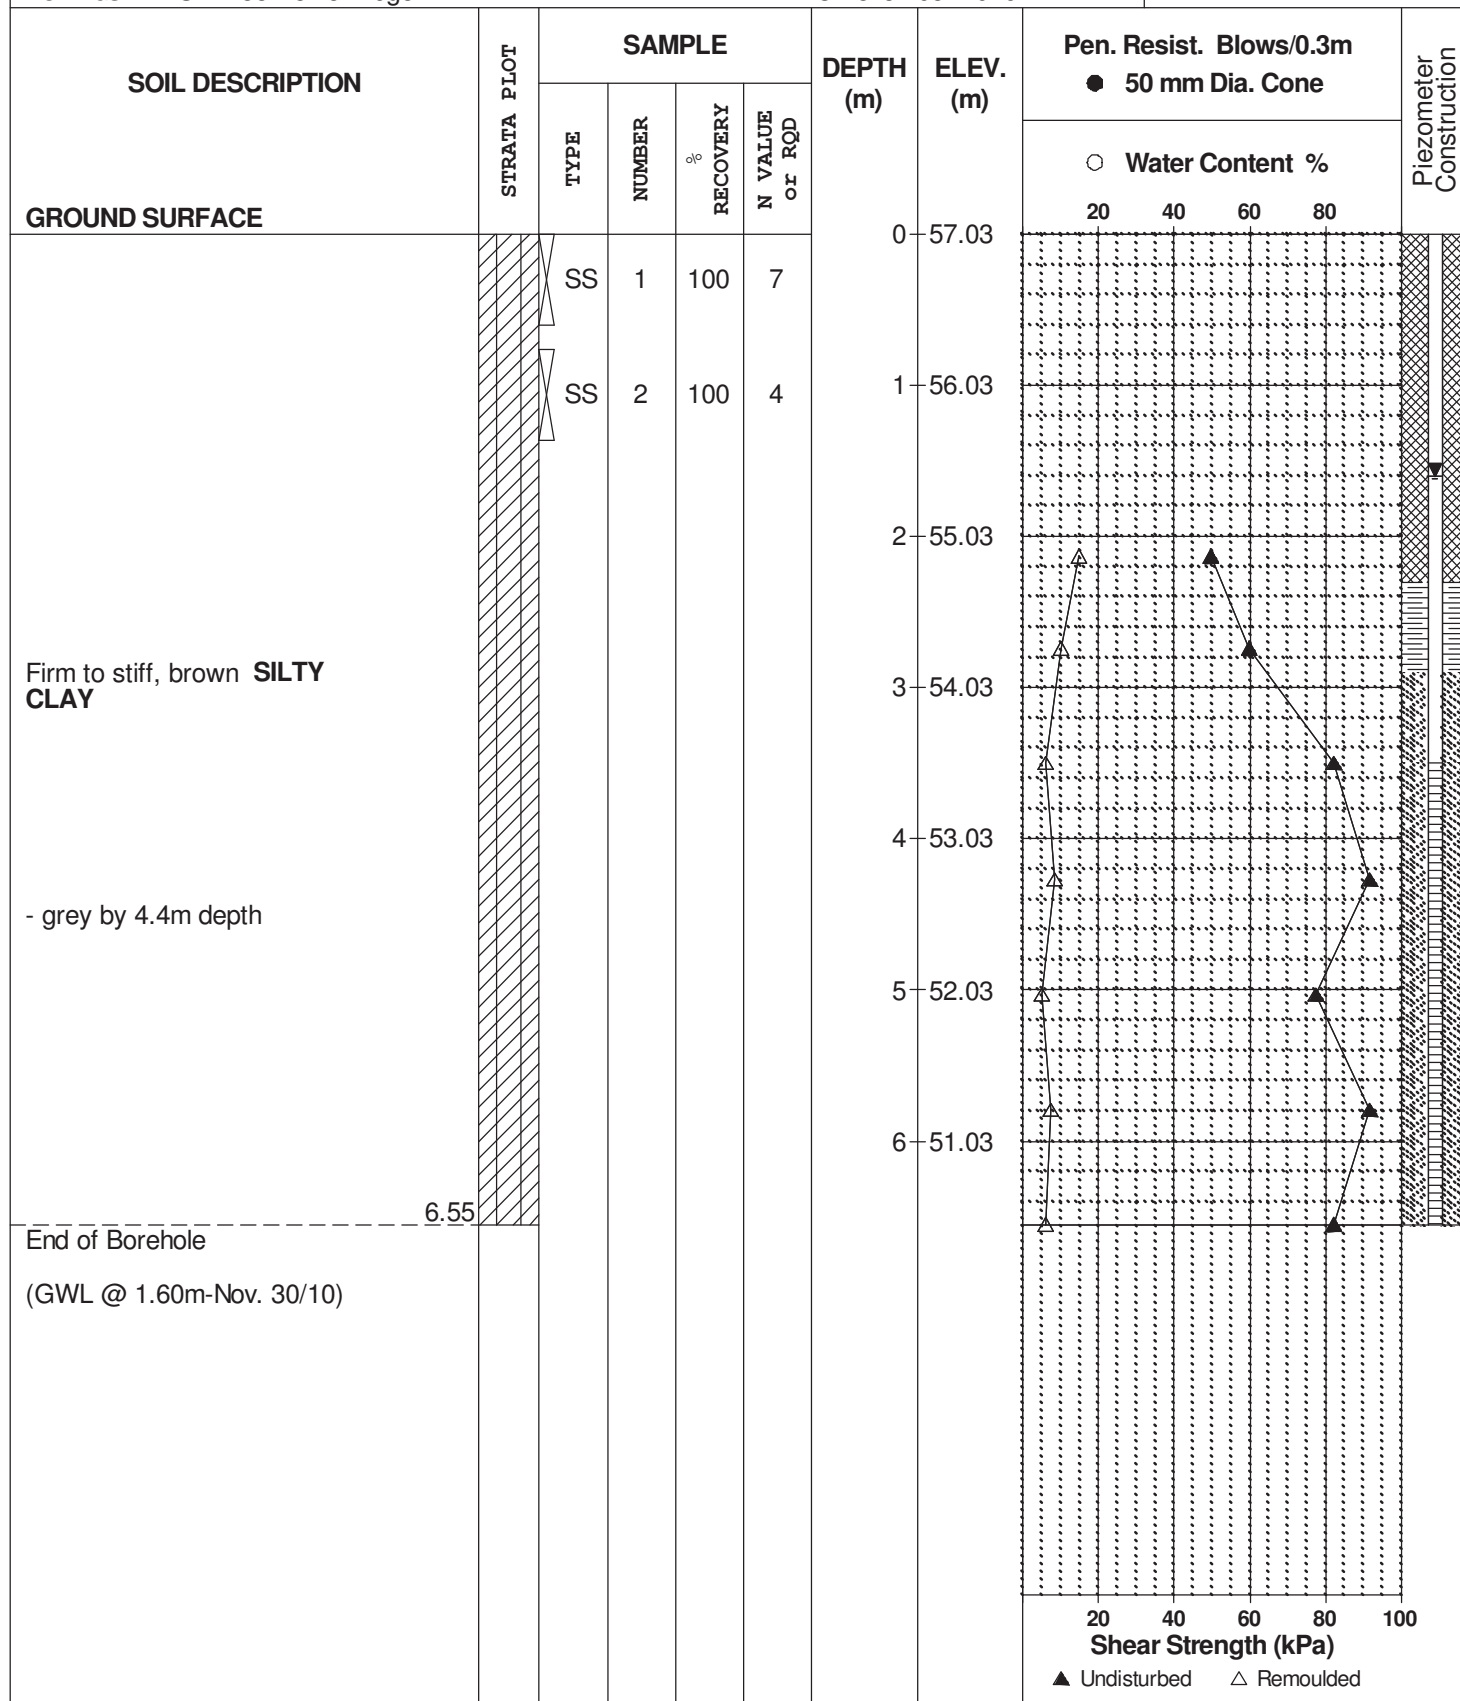 SOIL DESCRIPTION
GROUND SURFACE
STRATA PLOT
SAMPLE
TYPE
NUMBER
%
RECOVERY
N VALUE
or RQD
DEPTH
(m)
ELEV.
(m)
Pen. Resist. Blows/0.3m
● 50 mm Dia. Cone
○ Water Content %
20 40 60 80
Piezometer
Construction
0 57.03
SS 1 100 7
1 56.03
SS 2 100 4
2 55.03
Firm to stiff, brown SILTY
CLAY
3 54.03
4 53.03
- grey by 4.4m depth
5 52.03
6 51.03
6.55
End of Borehole
(GWL @ 1.60m-Nov. 30/10)
20 40 60 80 100
Shear Strength (kPa)
▲ Undisturbed △ Remoulded